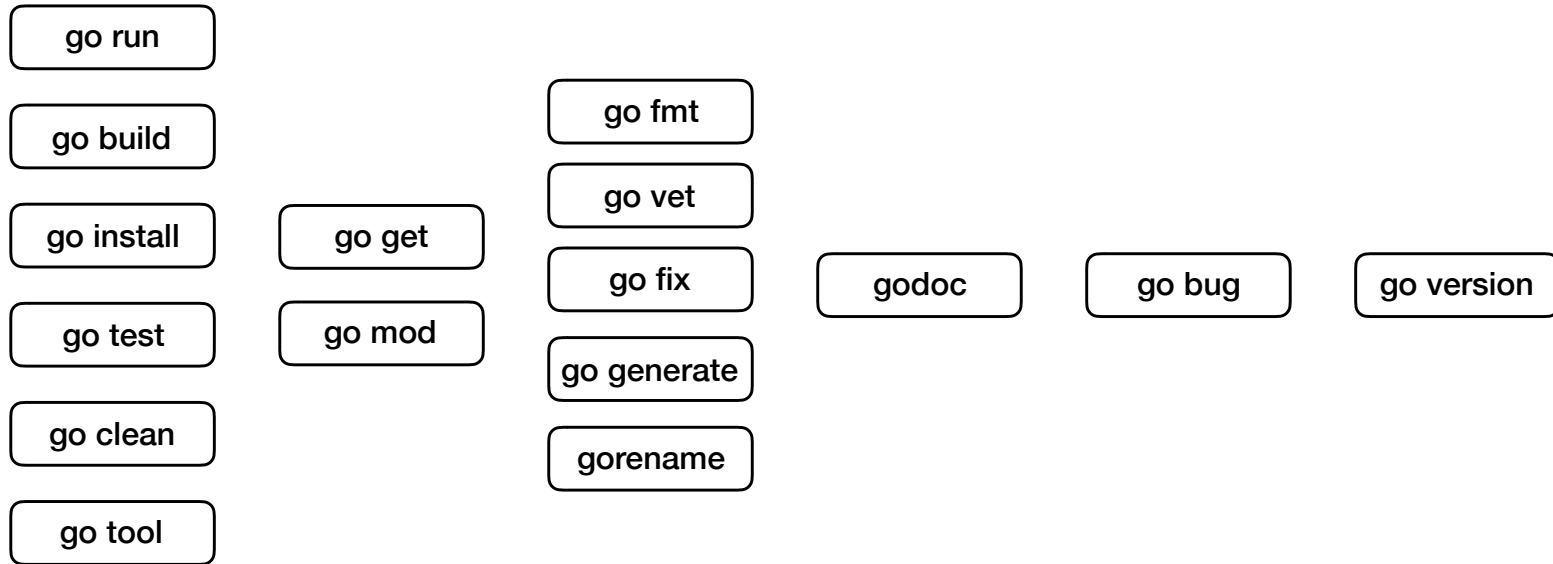 go run
go build
go install
go test
go clean
go tool
go get
go mod
go fmt
go vet
go fix
go generate
gorename
godoc
go bug
go version